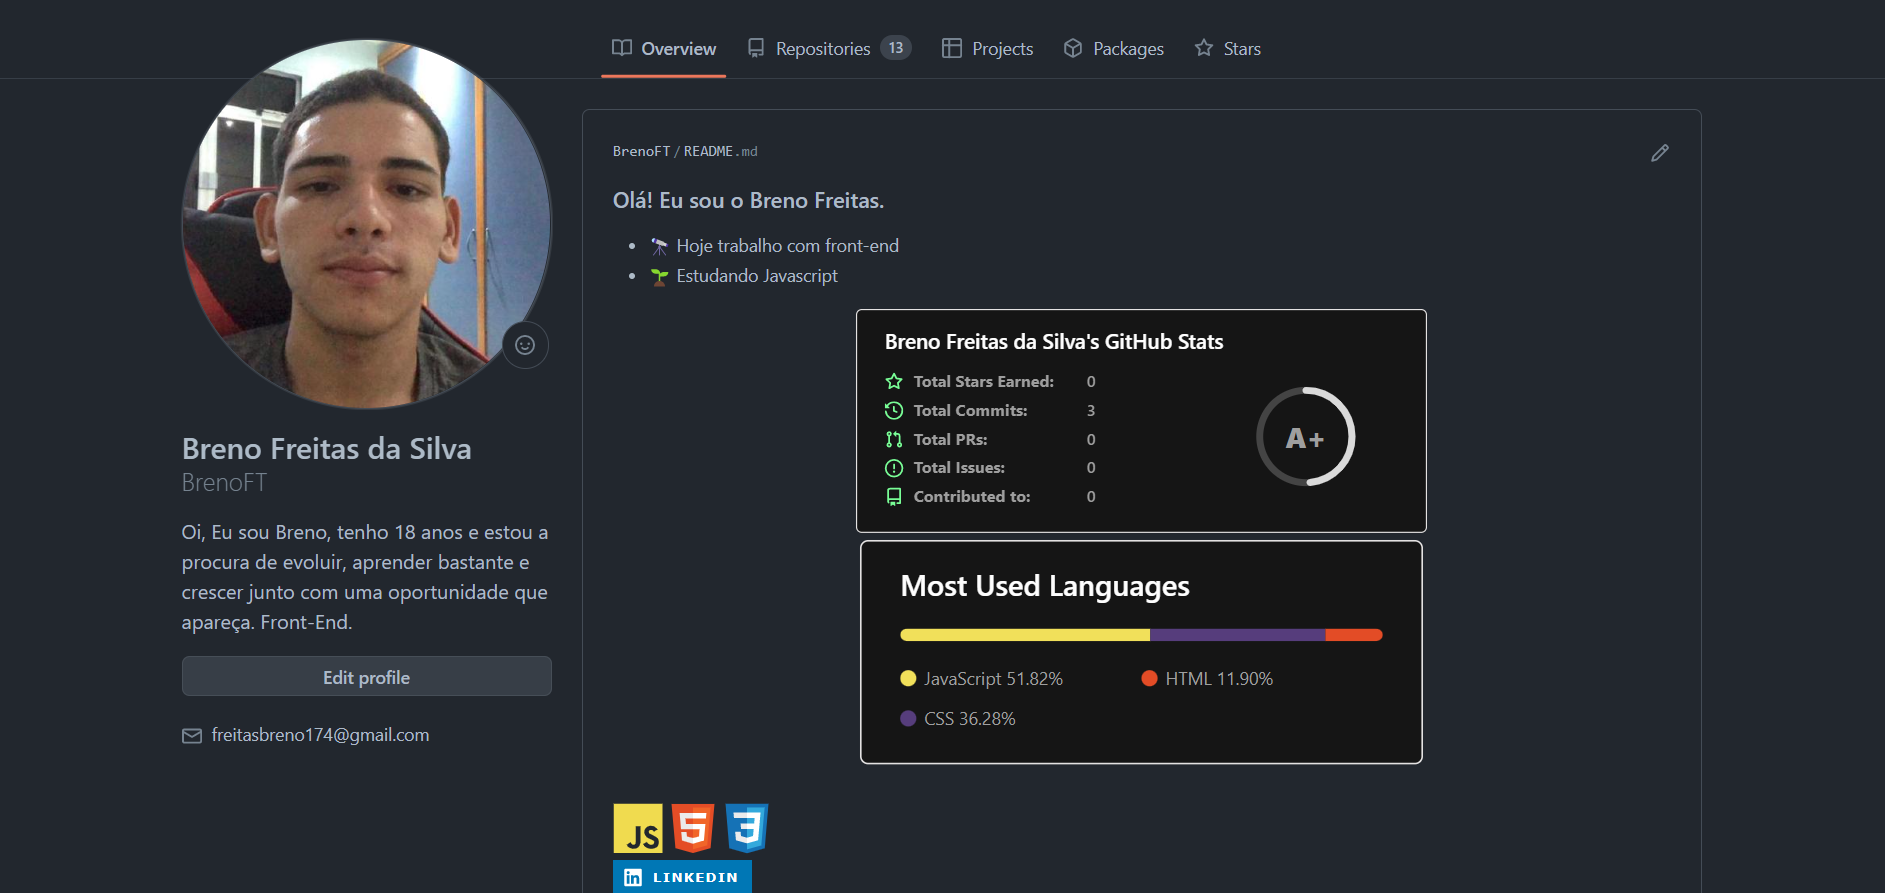 Overview
Repositories 13
Projects
Packages
Stars
Breno Freitas da Silva
BrenoFT
Oi, Eu sou Breno, tenho 18 anos e estou a
procura de evoluir, aprender bastante e
crescer junto com uma oportunidade que
apareça. Front-End.
Edit profile
freitasbreno174@gmail.com
BrenoFT/README.md
Olá! Eu sou o Breno Freitas.
Hoje trabalho com front-end
Estudando Javascript
Breno Freitas da Silva's GitHub Stats
Total Stars Earned: 0
Total Commits: 3
Total PRs: 0
Total Issues: 0
Contributed to: 0
A+
Most Used Languages
JavaScript 51.82%
HTML 11.90%
CSS 36.28%
JS 5 3
in LINKEDIN